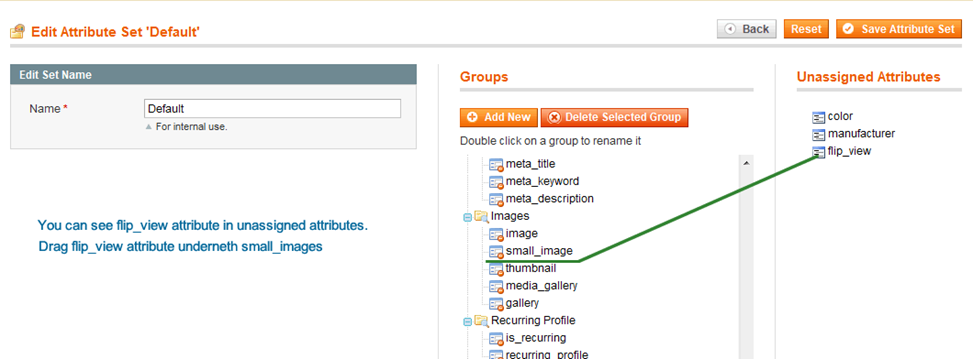 Edit Attribute Set 'Default'
Back
Reset
Save Attribute Set
Edit Set Name
Name *
Default
For internal use.
You can see flip_view attribute in unassigned attributes.
Drag flip_view attribute underneth small_images
Groups
Add New
Delete Selected Group
Double click on a group to rename it
meta_title
meta_keyword
meta_description
Images
image
small_image
thumbnail
media_gallery
gallery
Recurring Profile
is_recurring
recurring_profile
Unassigned Attributes
color
manufacturer
flip_view